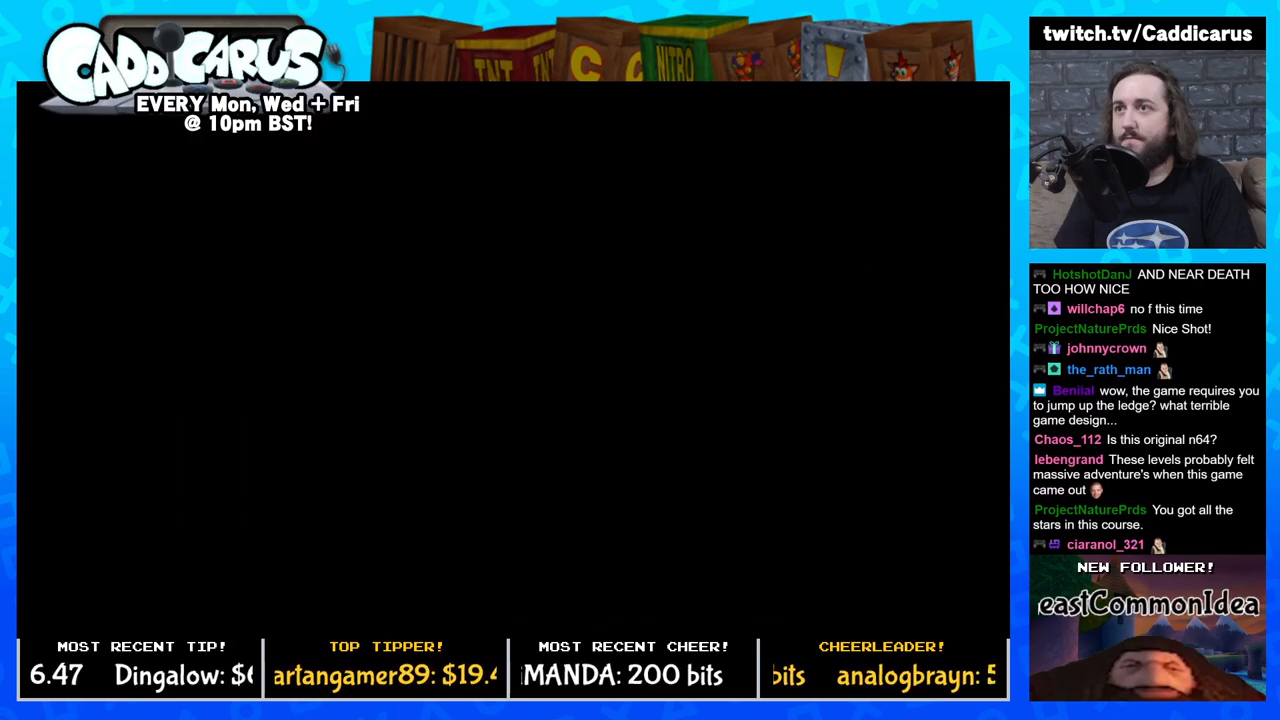 CADDICARUS
EVERY Mon, Wed + Fri
@ 10pm BST!
TNT
TNT
C
C
NITRO
twitch.tv/Caddicarus
HotshotDanJ AND NEAR DEATH
TOO HOW NICE
willchap6 no f this time
ProjectNaturePrds Nice Shot!
johnnycrown
the_rath_man
Beniial wow, the game requires you
to jump up the ledge? what terrible
game design...
Chaos_112 Is this original n64?
lebengrand These levels probably felt
massive adventure's when this game
came out
ProjectNaturePrds You got all the
stars in this course.
ciaranol_321
NEW FOLLOWER!
eastCommonIdea
MOST RECENT TIP!
6.47 Dingalow: $
TOP TIPPER!
artangamer89: $19.4
MOST RECENT CHEER!
MANDA: 200 bits
CHEERLEADER!
bits analogbrayn: 5